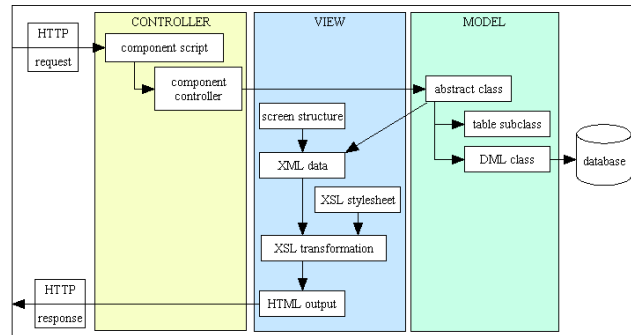 CONTROLLER
VIEW
MODEL
HTTP
request
component script
component
controller
abstract class
screen structure
table subclass
XML data
DML class
database
XSL stylesheet
XSL transformation
HTTP
response
HTML output